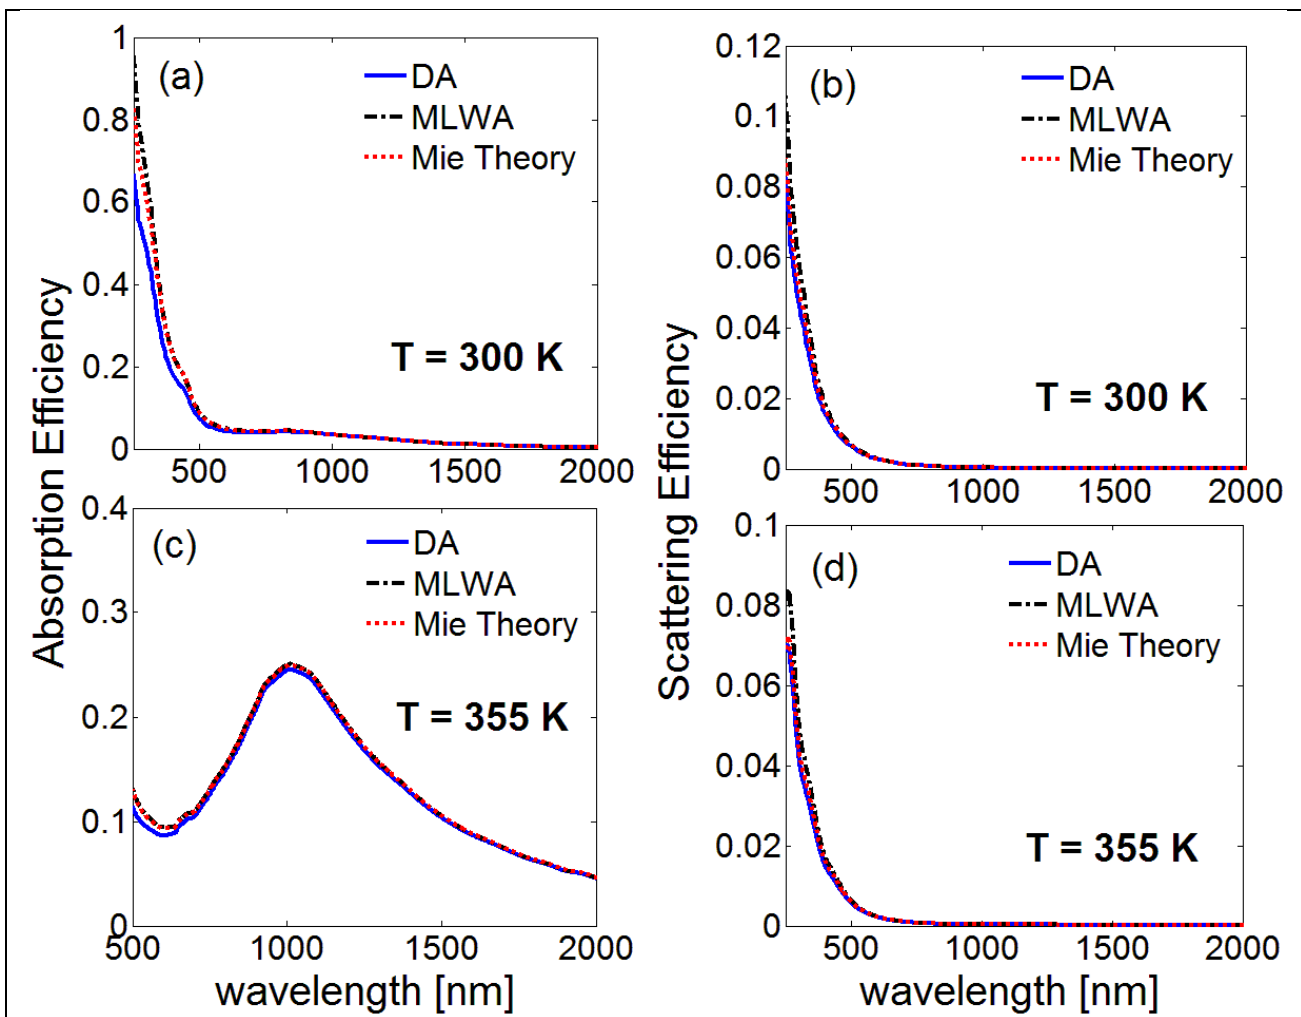 Absorption Efficiency
1
0.8
0.6
0.4
0.2
0
(a)
DA
MLWA
Mie Theory
T = 300 K
500
1000
1500
2000
Scattering Efficiency
0.12
0.1
0.08
0.06
0.04
0.02
0
(b)
DA
MLWA
Mie Theory
T = 300 K
500
1000
1500
2000
0.4
0.3
0.2
0.1
0
(c)
DA
MLWA
Mie Theory
T = 355 K
500
1000
1500
2000
wavelength [nm]
0.1
0.08
0.06
0.04
0.02
0
(d)
DA
MLWA
Mie Theory
T = 355 K
500
1000
1500
2000
wavelength [nm]